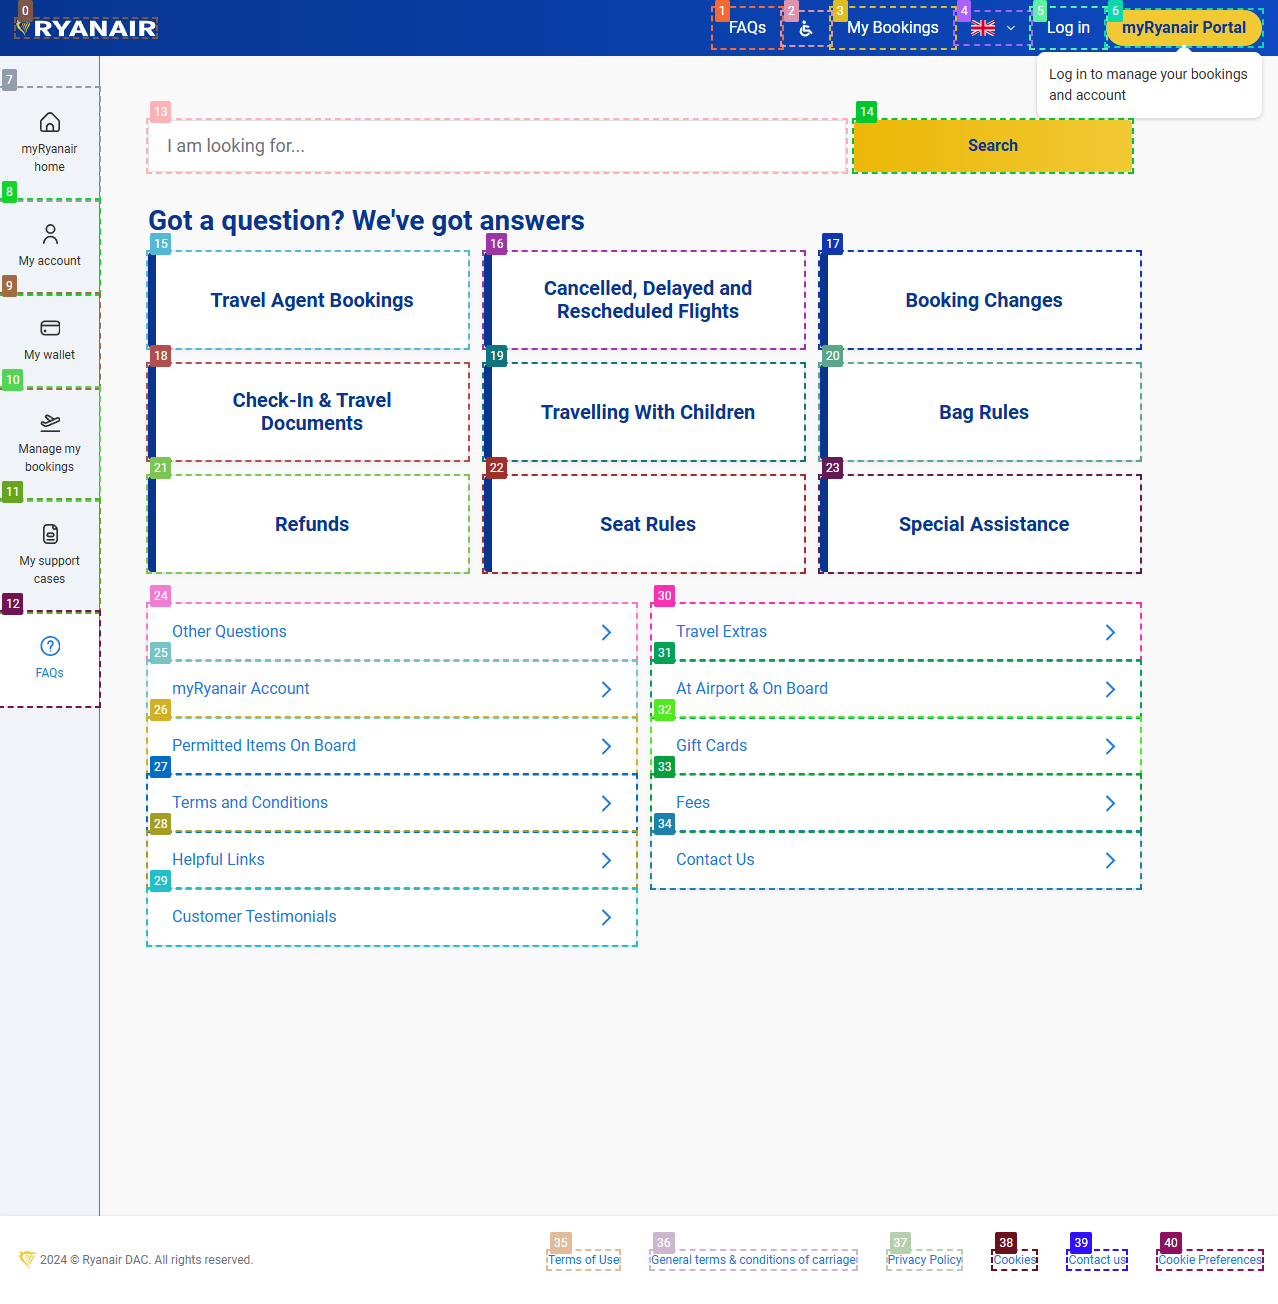 0
RYANAIR
1
FAQs
2
3
My Bookings
4
5
Log in
6
myRyanair Portal
Log in to manage your bookings
and account
7
myRyanair
home
8
My account
9
My wallet
10
Manage my
bookings
11
My support
cases
12
FAQs
13
I am looking for...
14
Search
Got a question? We've got answers
15
Travel Agent Bookings
16
Cancelled, Delayed and
Rescheduled Flights
17
Booking Changes
18
Check-In & Travel
Documents
19
Travelling With Children
20
Bag Rules
21
Refunds
22
Seat Rules
23
Special Assistance
24
Other Questions
25
myRyanair Account
26
Permitted Items On Board
27
Terms and Conditions
28
Helpful Links
29
Customer Testimonials
30
Travel Extras
31
At Airport & On Board
32
Gift Cards
33
Fees
34
Contact Us
2024 © Ryanair DAC. All rights reserved.
35
Terms of Use
36
General terms & conditions of carriage
37
Privacy Policy
38
Cookies
39
Contact us
40
Cookie Preferences